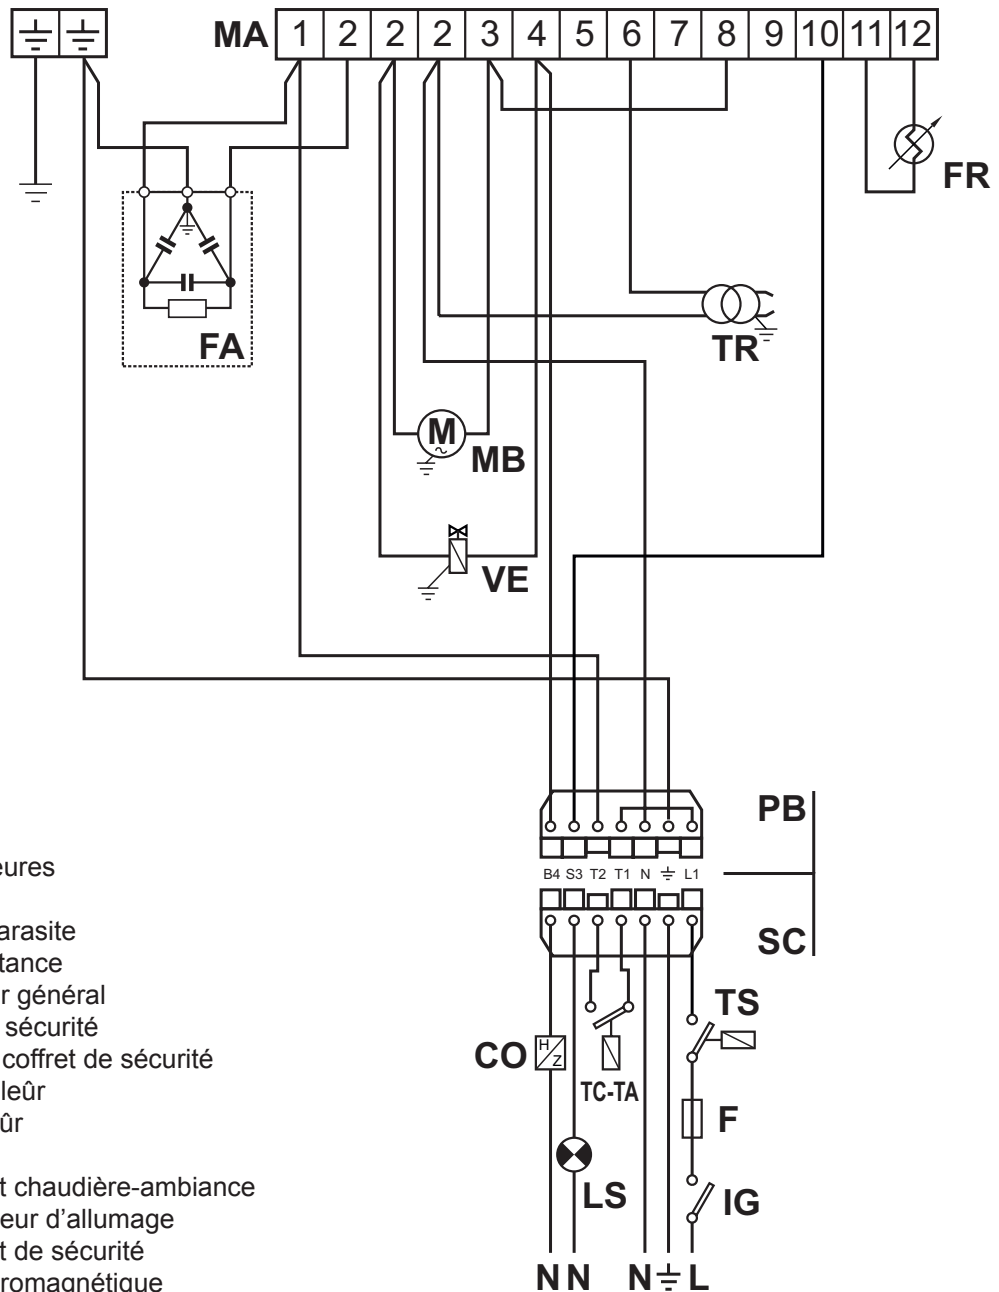 MA 1 2 2 2 3 4 5 6 7 8 9 10 11 12
FR
FA
TR
M
MB
VE
PB
B4 S3 T2 T1 N L1
SC
TS
CO H Z
TC-TA
F
LS
IG
N N N L
arasite
tance
r général
sécurité
coffret de sécurité
leûr
ûr
t chaudière-ambiance
eur d'allumage
t de sécurité
romagnétique